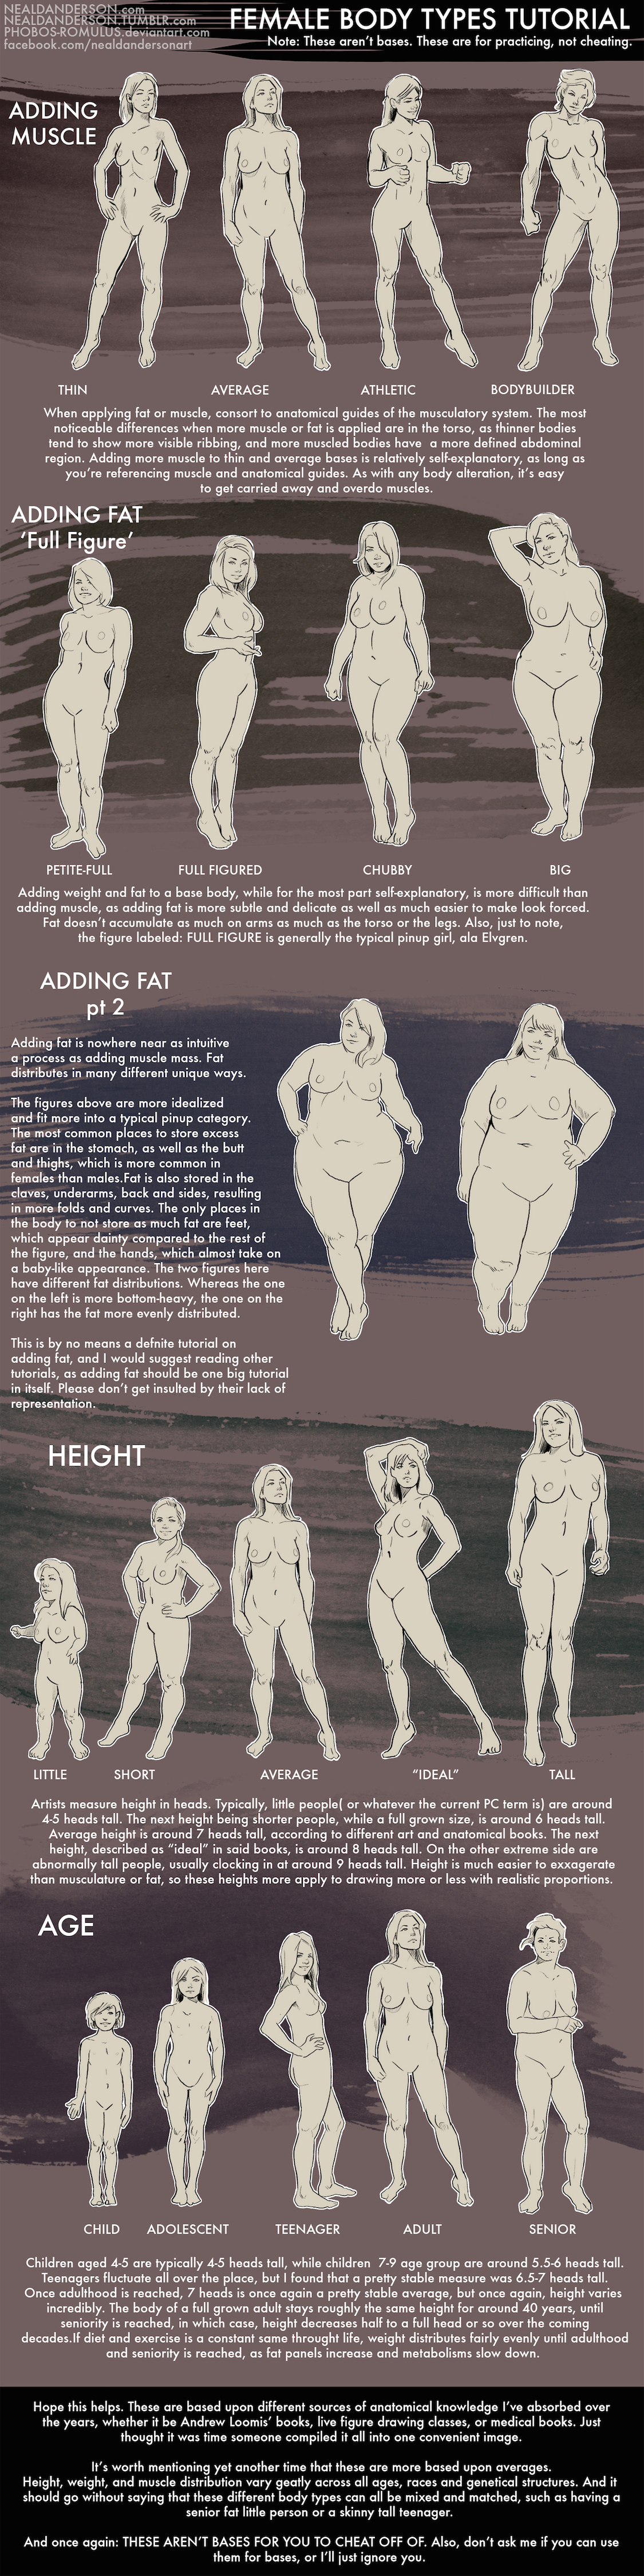 NEALDANDERSON.com
NEALDANDERSON.TUMBLR.com
PHOBOS-ROMULUS.deviantart.com
facebook.com/nealdandersonart
FEMALE BODY TYPES TUTORIAL
Note: These aren't bases. These are for practicing, not cheating.
ADDING
MUSCLE
THIN
AVERAGE
ATHLETIC
BODYBUILDER
When applying fat or muscle, consort to anatomical guides of the musculatory system. The most
noticeable differences when more muscle or fat is applied are in the torso, as thinner bodies
tend to show more visible ribbing, and more muscled bodies have a more defined abdominal
region. Adding more muscle to thin and average bases is relatively self-explanatory, as long as
you're referencing muscle and anatomical guides. As with any body alteration, it's easy
to get carried away and overdo muscles.
ADDING FAT
'Full Figure'
PETITE-FULL
FULL FIGURED
CHUBBY
BIG
Adding weight and fat to a base body, while for the most part self-explanatory, is more difficult than
adding muscle, as adding fat is more subtle and delicate as well as much easier to make look forced.
Fat doesn't accumulate as much on arms as much as the torso or the legs. Also, just to note,
the figure labeled: FULL FIGURE is generally the typical pinup girl, ala Elvgren.
ADDING FAT
pt 2
Adding fat is nowhere near as intuitive
a process as adding muscle mass. Fat
distributes in many different unique ways.
The figures above are more idealized
and fit more into a typical pinup category.
The most common places to store excess
fat are in the stomach, as well as the butt
and thighs, which is more common in
females than males.Fat is also stored in the
claves, underarms, back and sides, resulting
in more folds and curves. The only places in
the body to not store as much fat are feet,
which appear dainty compared to the rest of
the figure, and the hands, which almost take on
a baby-like appearance. The two figures here
have different fat distributions. Whereas the one
on the left is more bottom-heavy, the one on the
right has the fat more evenly distributed.
This is by no means a defnite tutorial on
adding fat, and I would suggest reading other
tutorials, as adding fat should be one big tutorial
in itself. Please don't get insulted by their lack of
representation.
HEIGHT
LITTLE
SHORT
AVERAGE
"IDEAL"
TALL
Artists measure height in heads. Typically, little people( or whatever the current PC term is) are around
4-5 heads tall. The next height being shorter people, while a full grown size, is around 6 heads tall.
Average height is around 7 heads tall, according to different art and anatomical books. The next
height, described as "ideal" in said books, is around 8 heads tall. On the other extreme side are
abnormally tall people, usually clocking in at around 9 heads tall. Height is much easier to exxagerate
than musculature or fat, so these heights more apply to drawing more or less with realistic proportions.
AGE
CHILD
ADOLESCENT
TEENAGER
ADULT
SENIOR
Children aged 4-5 are typically 4-5 heads tall, while children 7-9 age group are around 5.5-6 heads tall.
Teenagers fluctuate all over the place, but I found that a pretty stable measure was 6.5-7 heads tall.
Once adulthood is reached, 7 heads is once again a pretty stable average, but once again, height varies
incredibly. The body of a full grown adult stays roughly the same height for around 40 years, until
seniority is reached, in which case, height decreases half to a full head or so over the coming
decades.If diet and exercise is a constant same throught life, weight distributes fairly evenly until adulthood
and seniority is reached, as fat panels increase and metabolisms slow down.
Hope this helps. These are based upon different sources of anatomical knowledge I've absorbed over
the years, whether it be Andrew Loomis' books, live figure drawing classes, or medical books. Just
thought it was time someone compiled it all into one convenient image.
It's worth mentioning yet another time that these are more based upon averages.
Height, weight, and muscle distribution vary geatly across all ages, races and genetical structures. And it
should go without saying that these different body types can all be mixed and matched, such as having a
senior fat little person or a skinny tall teenager.
And once again: THESE AREN'T BASES FOR YOU TO CHEAT OFF OF. Also, don't ask me if you can use
them for bases, or I'll just ignore you.